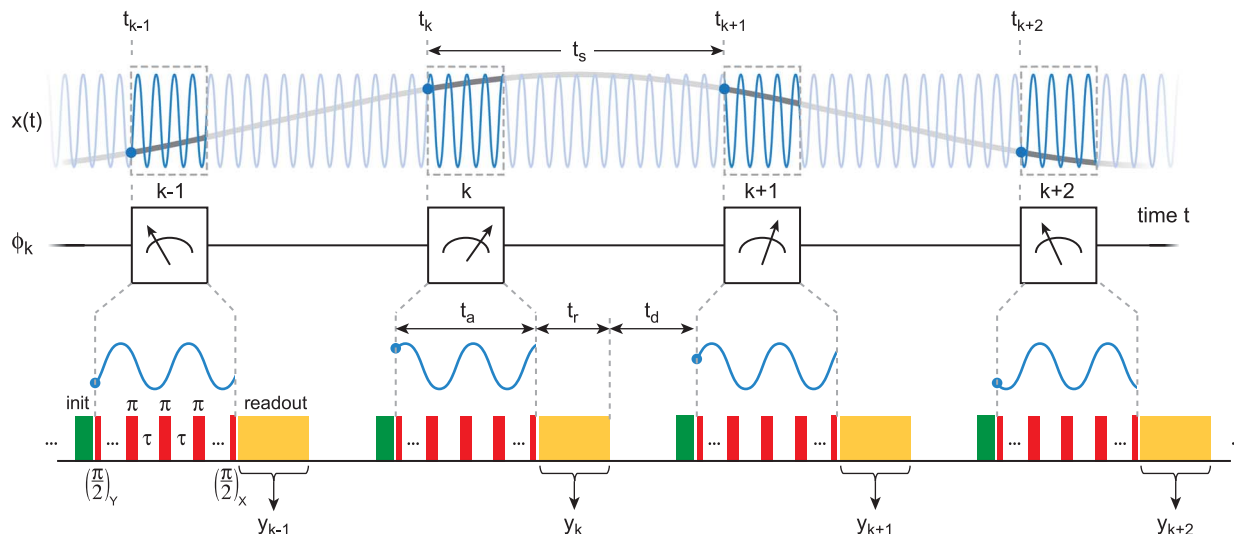 t_{k-1} t_k t_{k+1} t_{k+2}
t_s
x(t)
k-1 k k+1 k+2
time t
ϕ_k
t_a t_r t_d
init π π π readout
... ... τ τ ... ... ... ... ... ... ... .
(π/2)_Y (π/2)_X
y_{k-1} y_k y_{k+1} y_{k+2}